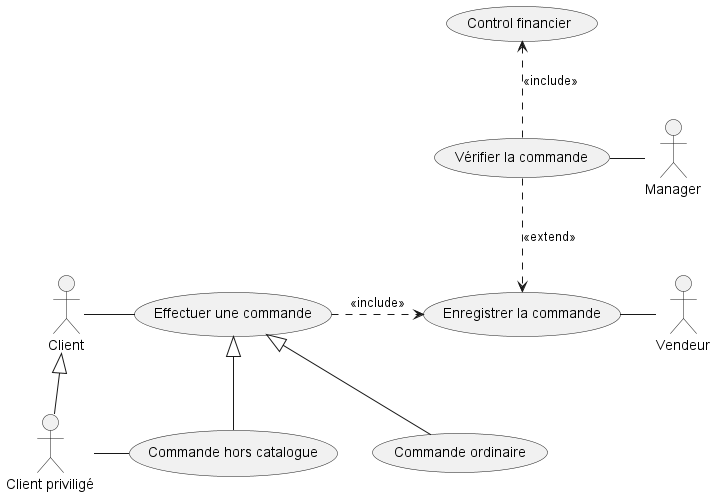 Control financier
«include»
Vérifier la commande
Manager
«extend»
«include»
Effectuer une commande
Enregistrer la commande
Client
Vendeur
Commande hors catalogue
Commande ordinaire
Client priviligé